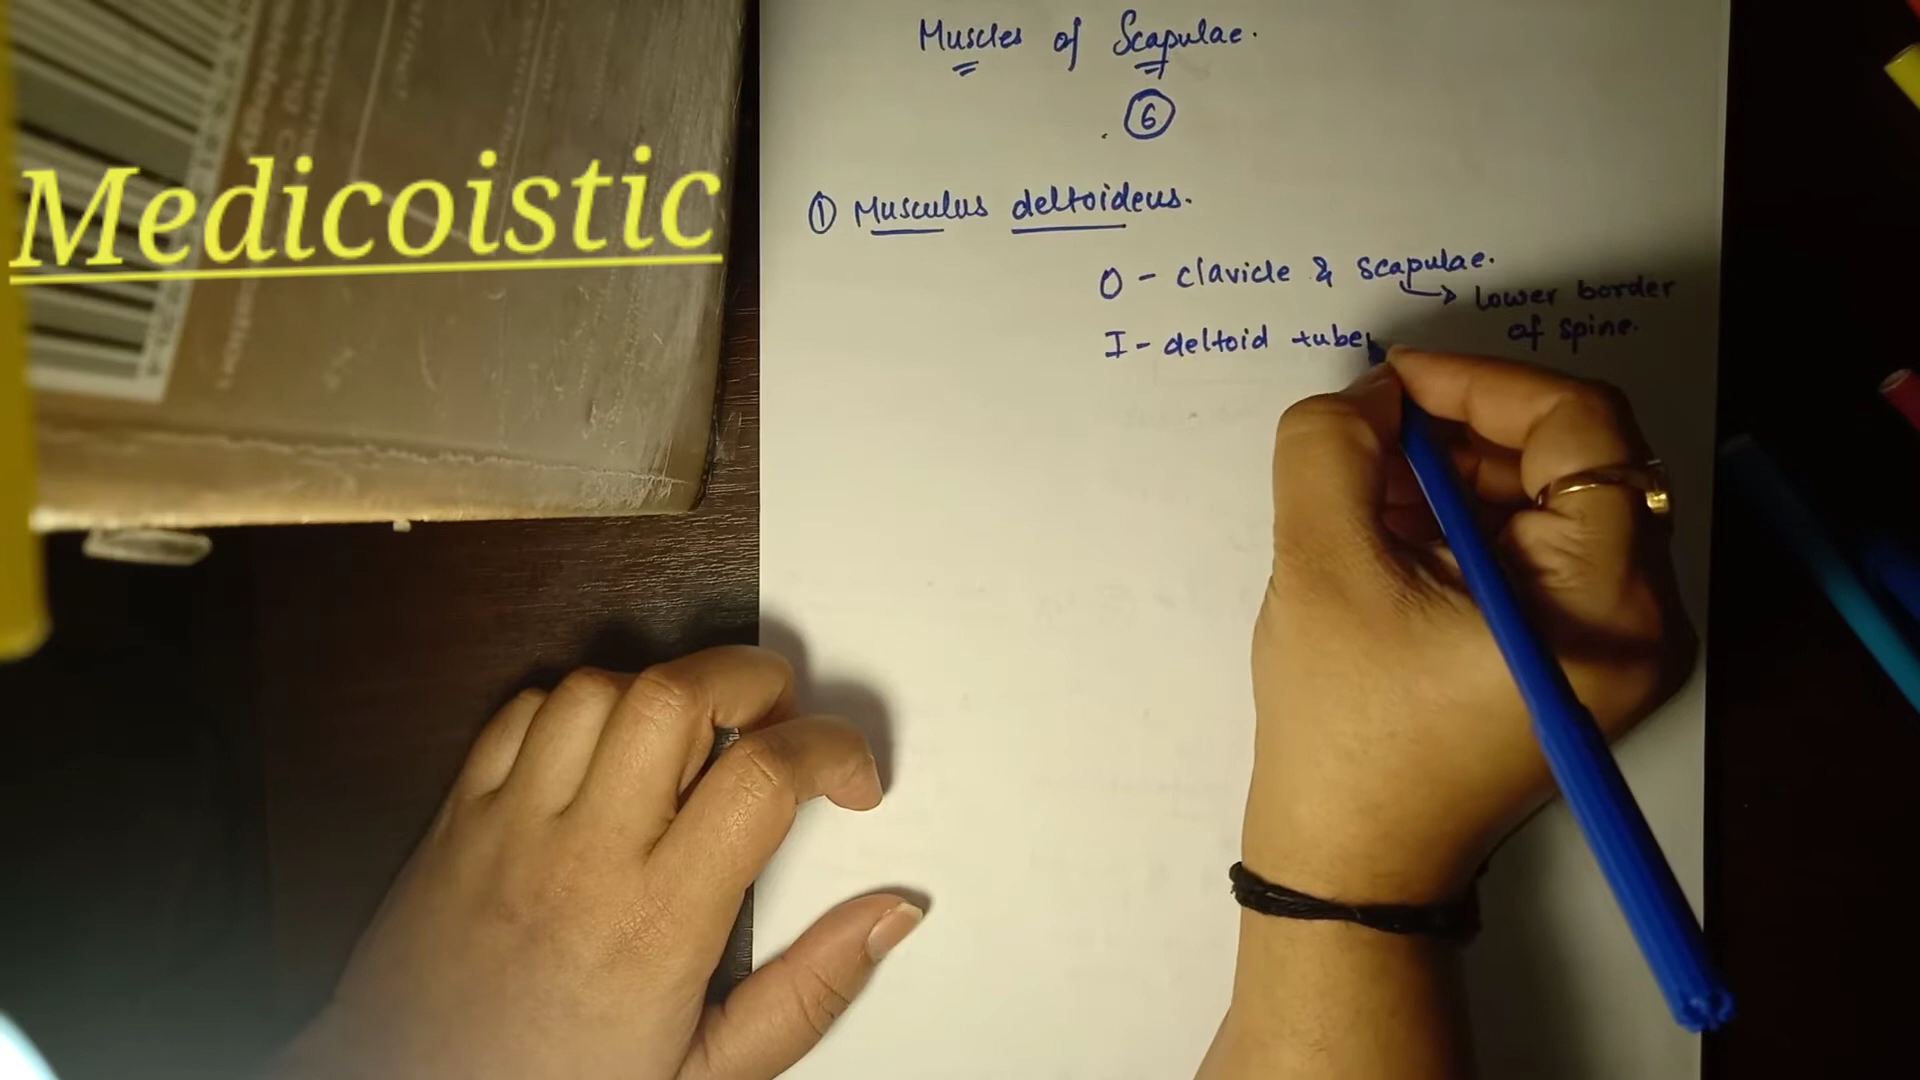 Muscles of Scapulae.
6
Medicoistic
① Musculus deltoideus.
O - clavicle & scapulae.
→ lower border
of spine.
I - deltoid tube